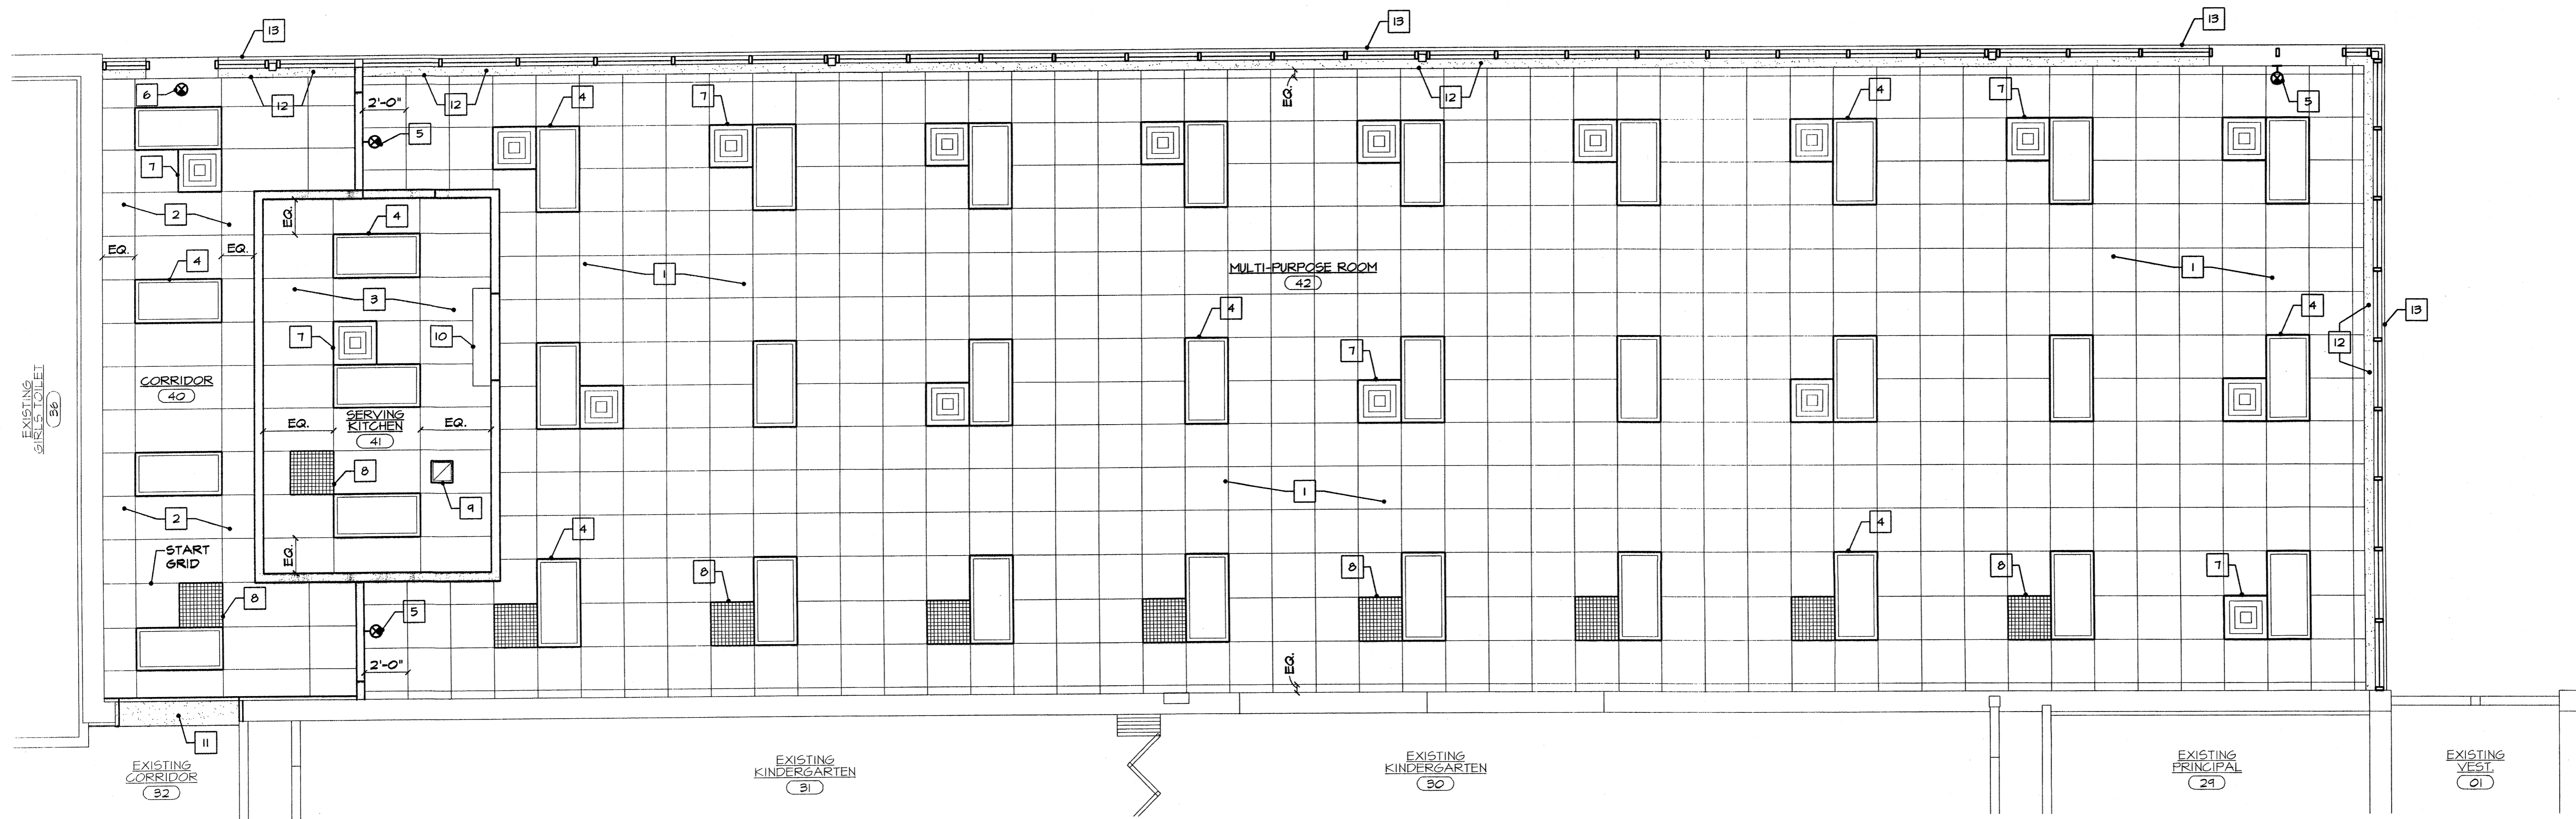 13
13
13
6
12
2'-0"
12
5
4
7
EQ.
12
4
7
5
7
2
EQ.
4
EQ.
EQ.
4
3
7
10
1
MULTI-PURPOSE ROOM
42
1
4
4
13
12
7
EXISTING
GIRLS TOILET
36
CORRIDOR
40
SERVING
KITCHEN
41
EQ.
EQ.
8
9
1
2
START
GRID
EQ.
4
4
8
8
8
8
7
5
2'-0"
EQ.
11
EXISTING
CORRIDOR
32
EXISTING
KINDERGARTEN
31
EXISTING
KINDERGARTEN
30
EXISTING
PRINCIPAL
29
EXISTING
VEST.
01